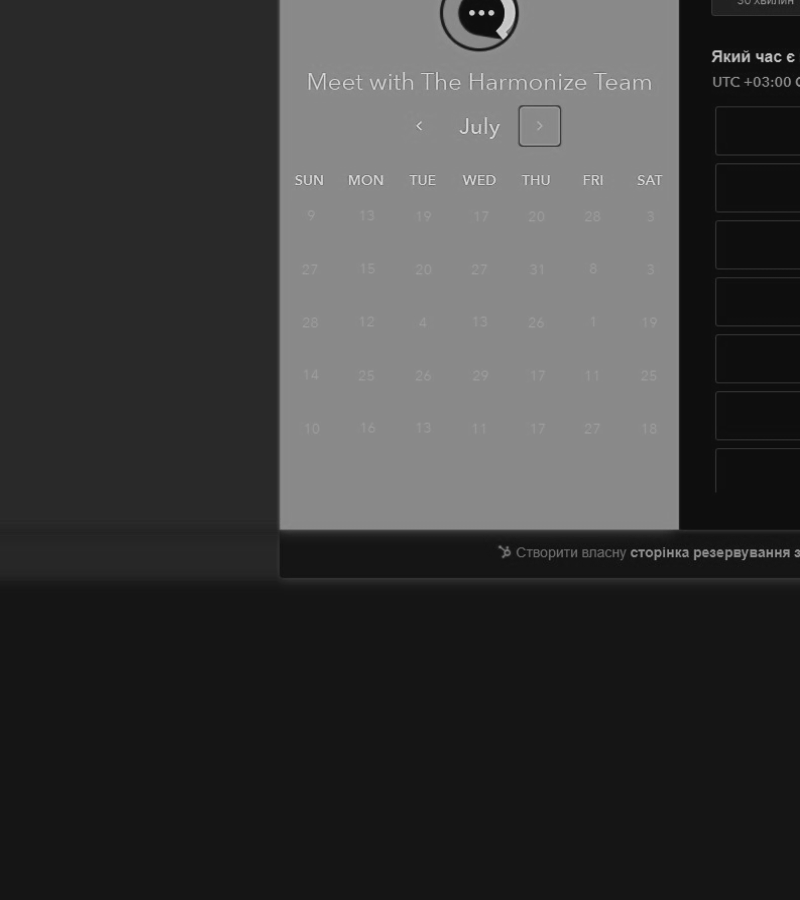 30 хвилин
Meet with The Harmonize Team
July
SUN MON TUE WED THU FRI SAT
9 13 19 17 20 28 3
27 15 20 27 31 8 3
28 12 4 13 26 1 19
14 25 26 29 17 11 25
10 16 13 11 17 27 18
Який час є
UTC +03:00
Створити власну сторінка резервування з